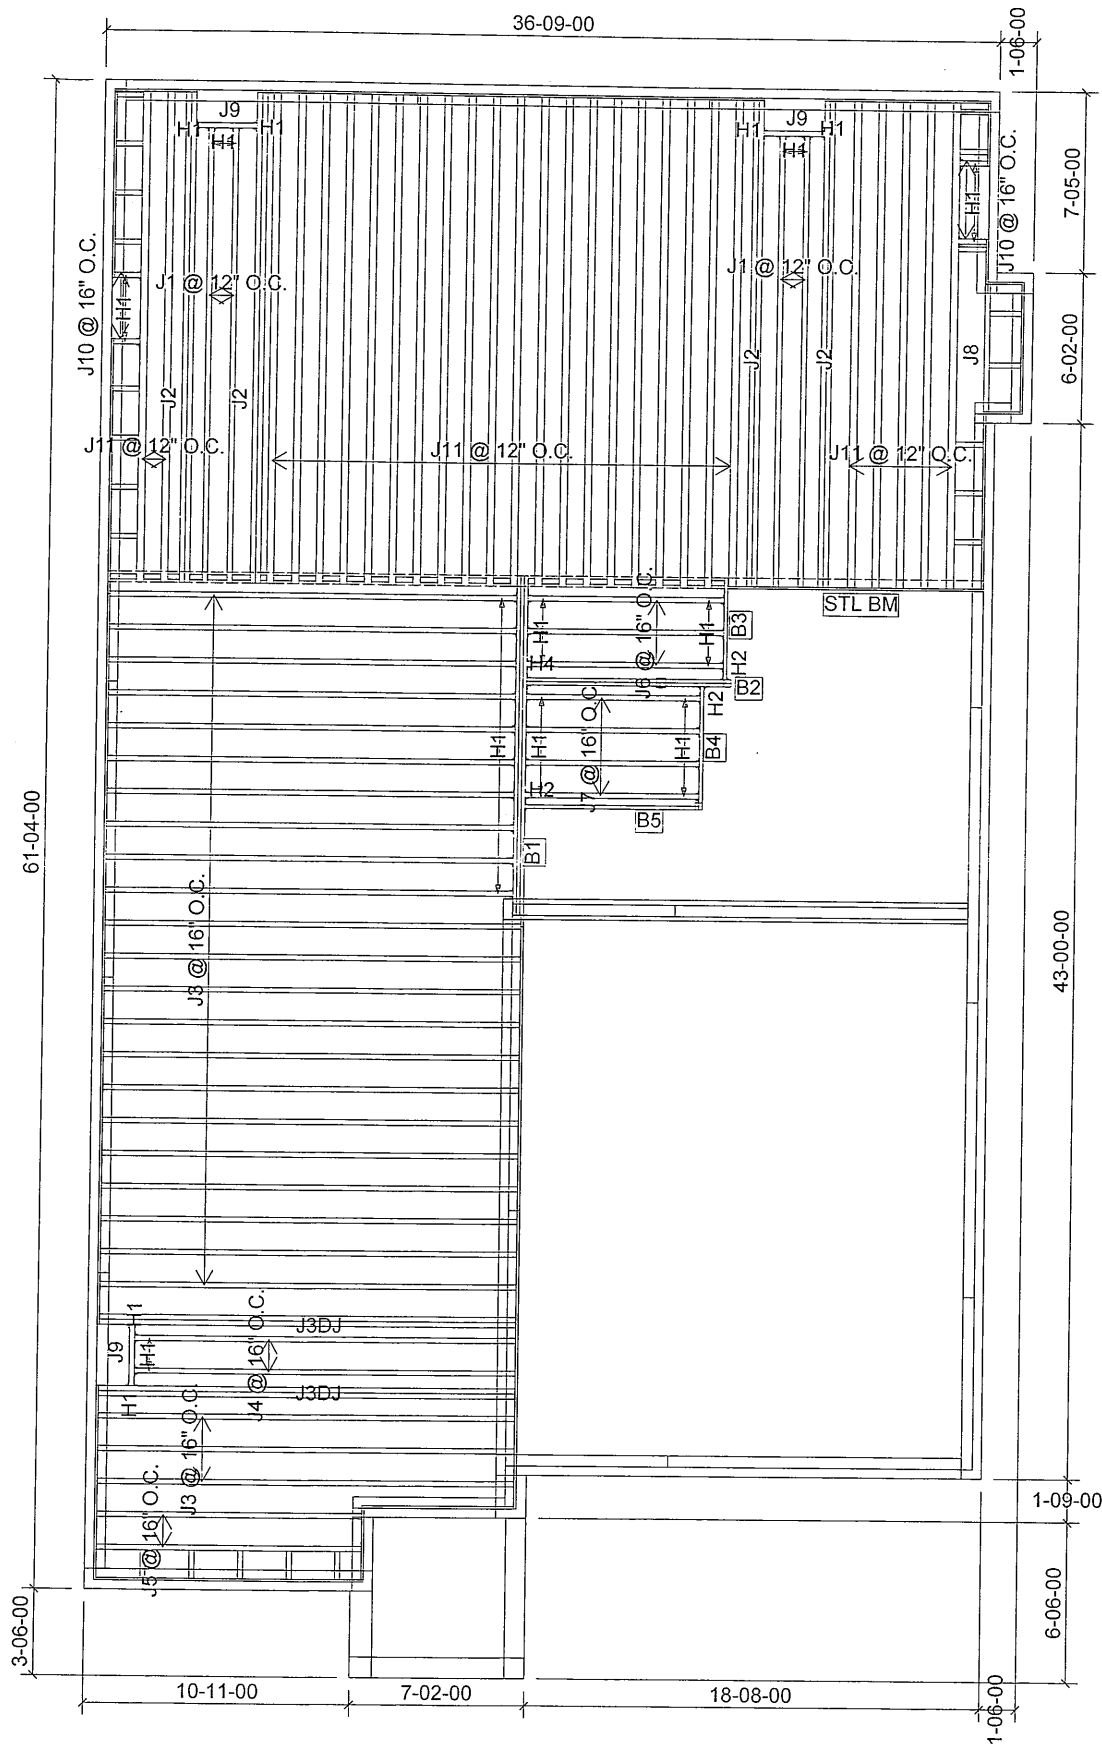 36-09-00
1-06-00
J9
H1
H1
H1
J9
H1
H1
H1
J10 @ 16" O.C.
H1
7-05-00
J10 @ 16" O.C.
H1
J1 @ 12" O.C.
J1 @ 12" O.C.
J2
J2
J2
J2
J8
6-02-00
J11 @ 12" O.C.
J11 @ 12" O.C.
J11 @ 12" O.C.
STL BM
H1
J6 @ 16" O.C.
H1
B3
H4
H2
B2
H2
H1
H1
J7 @ 16" O.C.
H1
B4
H2
B5
B1
61-04-00
J3 @ 16" O.C.
43-00-00
H1
J3DJ
J9
H1
J4 @ 16" O.C.
J3DJ
H1
J3 @ 16" O.C.
J5 @ 16" O.C.
1-09-00
3-06-00
6-06-00
10-11-00
7-02-00
18-08-00
1-06-00